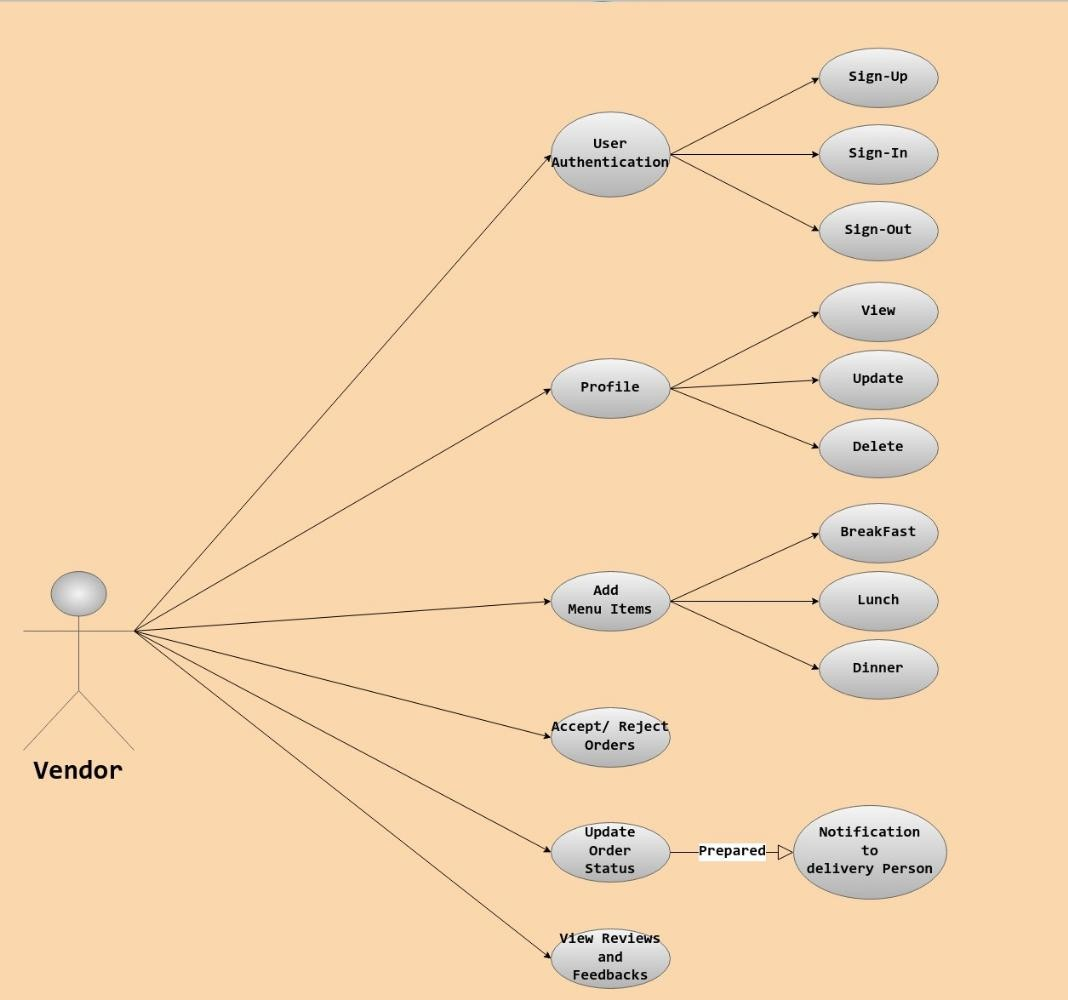 Sign-Up
User
Authentication
Sign-In
Sign-Out
View
Profile
Update
Delete
BreakFast
Add
Menu Items
Lunch
Dinner
Accept/ Reject
Orders
Vendor
Update
Order
Status
Prepared
Notification
to
delivery Person
View Reviews
and
Feedbacks